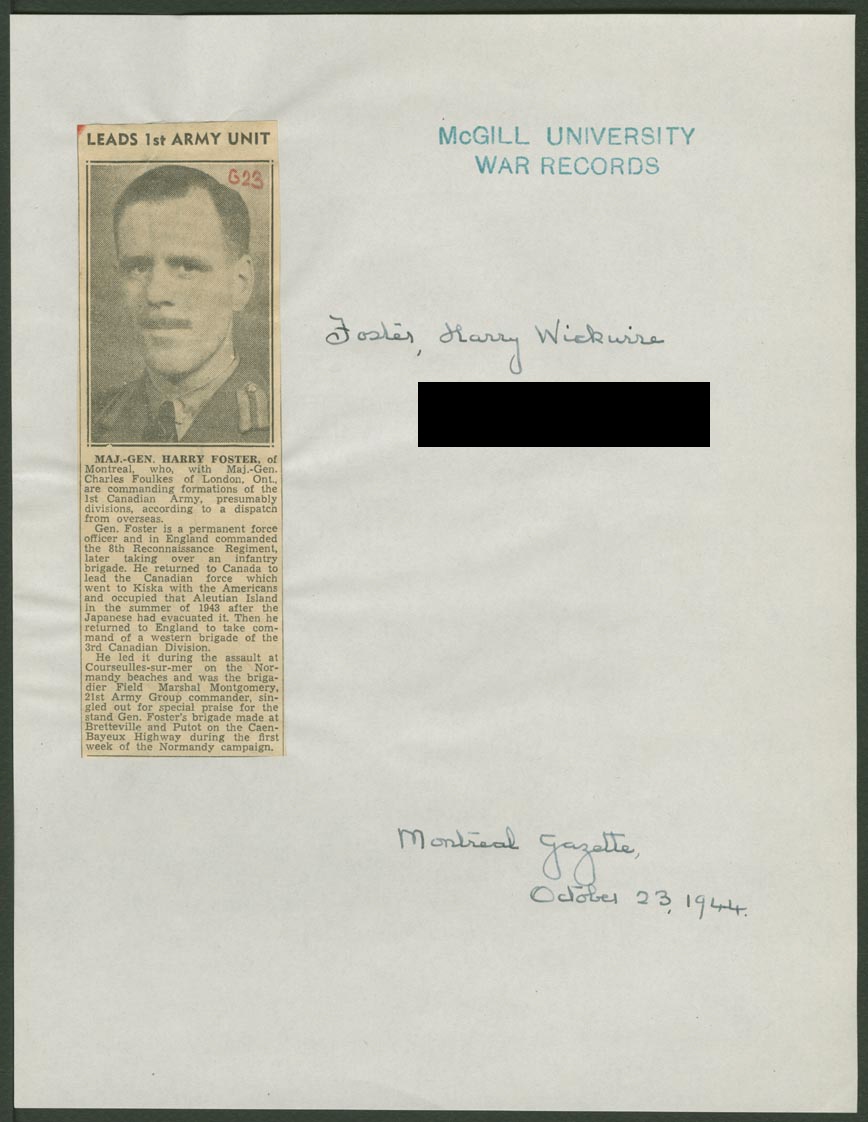 McGILL UNIVERSITY
WAR RECORDS
LEADS 1st ARMY UNIT
G23
Foster, Harry Wickwire
MAJ.-GEN. HARRY FOSTER, of
Montreal, who, with Maj.-Gen.
Charles Foulkes of London, Ont.,
are commanding formations of the
1st Canadian Army, presumably
divisions, according to a dispatch
from overseas.
Gen. Foster is a permanent force
officer and in England commanded
the 8th Reconnaissance Regiment,
later taking over an infantry
brigade. He returned to Canada to
lead the Canadian force which
went to Kiska with the Americans
and occupied that Aleutian Island
in the summer of 1943 after the
Japanese had evacuated it. Then he
returned to England to take com-
mand of a western brigade of the
3rd Canadian Division.
He led it during the assault at
Courseulles-sur-mer on the Nor-
mandy beaches and was the briga-
dier Field Marshal Montgomery,
21st Army Group commander, sin-
gled out for special praise for the
stand Gen. Foster's brigade made at
Bretteville and Putot on the Caen-
Bayeux Highway during the first
week of the Normandy campaign.
Montreal Gazette,
October 23, 1944.